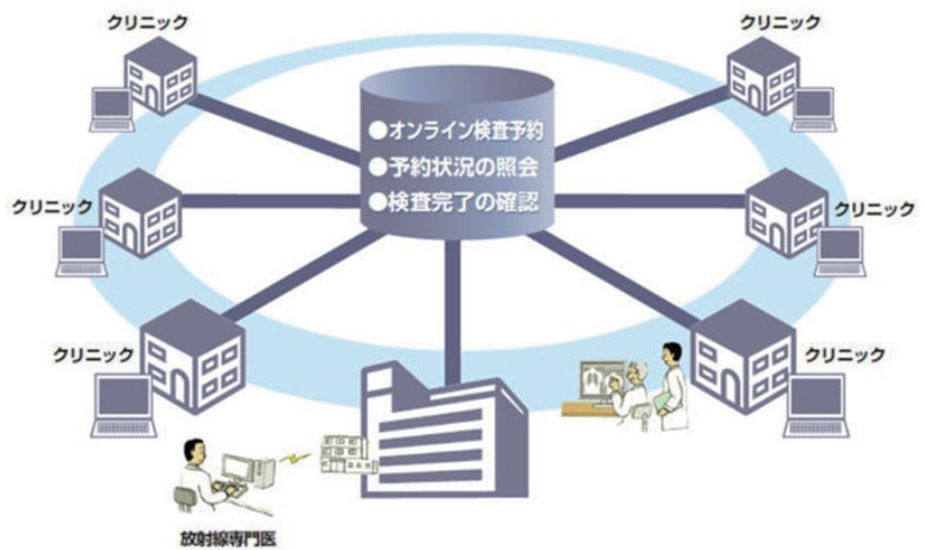 クリニック
クリニック
●オンライン検査予約
●予約状況の照会
●検査完了の確認
クリニック
クリニック
クリニック
クリニック
放射線専門医